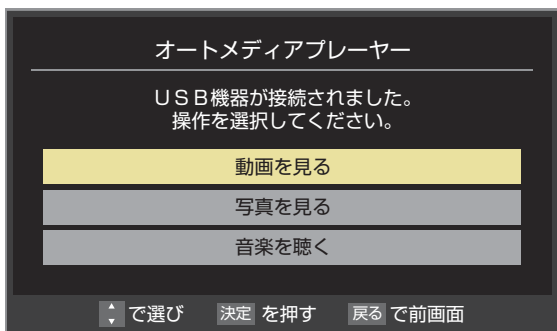 オートメディアプレーヤー
ＵＳＢ機器が接続されました。
操作を選択してください。
動画を見る
写真を見る
音楽を聴く
で選び 決定 を押す 戻る で前画面